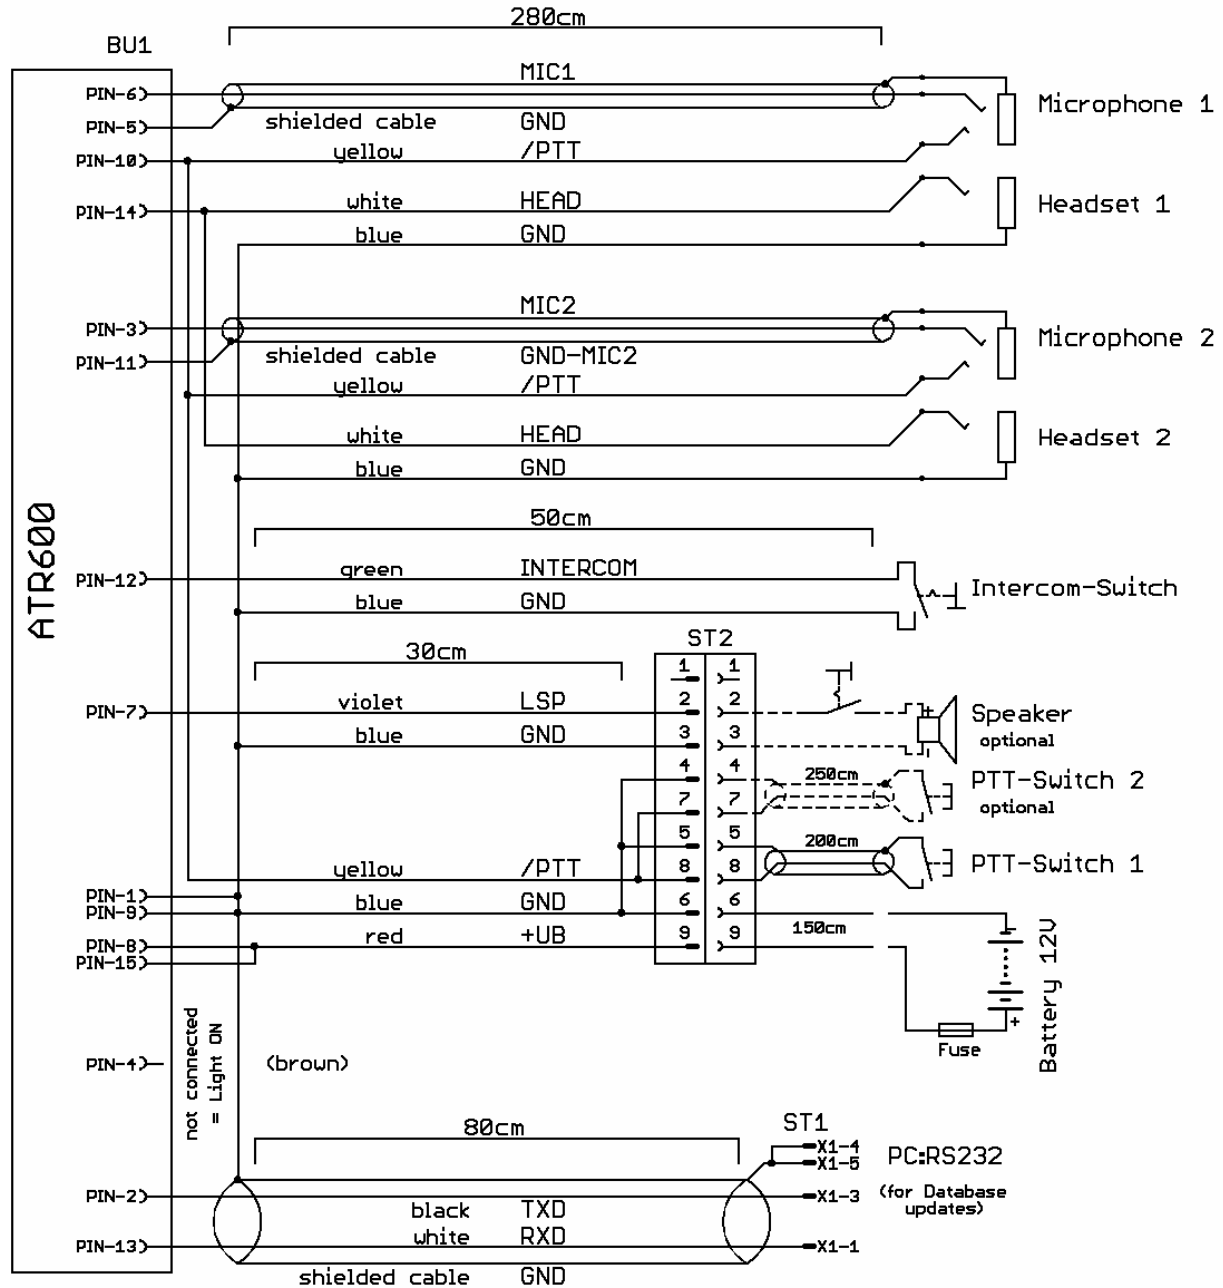 280cm
BU1
PIN-6 MIC1 Microphone 1
PIN-5 shielded cable GND
PIN-10 yellow /PTT
PIN-14 white HEAD Headset 1
blue GND
MIC2
PIN-3 Microphone 2
PIN-11 shielded cable GND-MIC2
yellow /PTT
white HEAD Headset 2
blue GND
ATR600
50cm
PIN-12 green INTERCOM Intercom-Switch
blue GND
ST2
30cm
1 1
PIN-7 violet LSP 2 2 + Speaker
optional
blue GND 3 3 -
4 4 250cm PTT-Switch 2
optional
7 7
5 5 200cm
yellow /PTT 8 8 PTT-Switch 1
PIN-1
PIN-9 blue GND 6 6
PIN-8 red +UB 9 9 150cm
PIN-15
-
+
Battery 12V
Fuse
PIN-4 (brown)
not connected
= Light ON
80cm
ST1
X1-4
X1-5 PC:RS232
PIN-2 X1-3 (for Database
updates)
black TXD
white RXD
PIN-13 X1-1
shielded cable GND